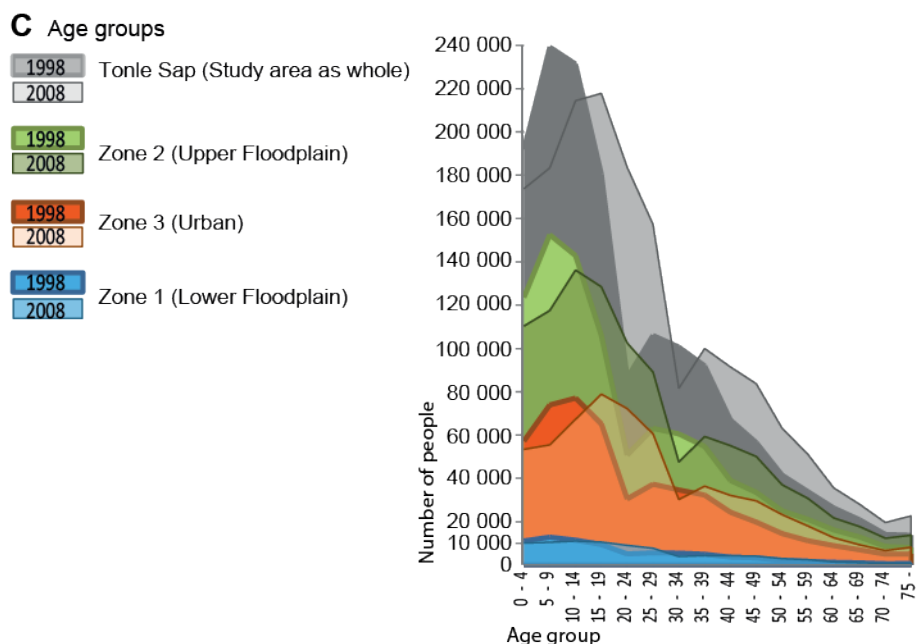 C Age groups
1998
2008
Tonle Sap (Study area as whole)
1998
2008
Zone 2 (Upper Floodplain)
1998
2008
Zone 3 (Urban)
1998
2008
Zone 1 (Lower Floodplain)
Number of people
240 000
220 000
200 000
180 000
160 000
140 000
120 000
100 000
80 000
60 000
40 000
20 000
10 000
0
0 - 4
5 - 9
10 - 14
15 - 19
20 - 24
25 - 29
30 - 34
35 - 39
40 - 44
45 - 49
50 - 54
55 - 59
60 - 64
65 - 69
70 - 74
75 -
Age group